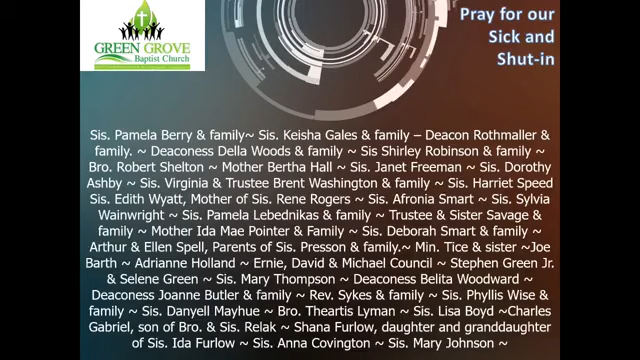 GREEN GROVE
Baptist Church
Pray for our
Sick and
Shut-in
Sis. Pamela Berry & family~ Sis. Keisha Gales & family – Deacon Rothmaller &
family. ~ Deaconess Della Woods & family ~ Sis Shirley Robinson & family ~
Bro. Robert Shelton ~ Mother Bertha Hall ~ Sis. Janet Freeman ~ Sis. Dorothy
Ashby ~ Sis. Virginia & Trustee Brent Washington & family ~ Sis. Harriet Speed
Sis. Edith Wyatt, Mother of Sis. Rene Rogers ~ Sis. Afronia Smart ~ Sis. Sylvia
Wainwright ~ Sis. Pamela Lebednikas & family ~ Trustee & Sister Savage &
family ~ Mother Ida Mae Pointer & Family ~ Sis. Deborah Smart & family ~
Arthur & Ellen Spell, Parents of Sis. Presson & family.~ Min. Tice & sister ~Joe
Barth ~ Adrianne Holland ~ Ernie, David & Michael Council ~ Stephen Green Jr.
& Selene Green ~ Sis. Mary Thompson ~ Deaconess Belita Woodward ~
Deaconess Joanne Butler & family ~ Rev. Sykes & family ~ Sis. Phyllis Wise &
family ~ Sis. Danyell Mayhue ~ Bro. Theartis Lyman ~ Sis. Lisa Boyd ~Charles
Gabriel, son of Bro. & Sis. Relak ~ Shana Furlow, daughter and granddaughter
of Sis. Ida Furlow ~ Sis. Anna Covington ~ Sis. Mary Johnson ~